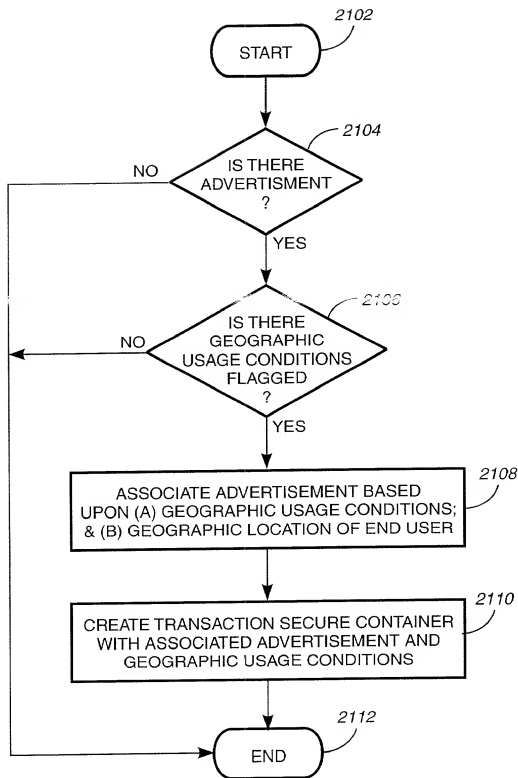 2102
START
2104
NO
IS THERE
ADVERTISMENT
?
YES
2106
NO
IS THERE
GEOGRAPHIC
USAGE CONDITIONS
FLAGGED
?
YES
2108
ASSOCIATE ADVERTISEMENT BASED
UPON (A) GEOGRAPHIC USAGE CONDITIONS;
& (B) GEOGRAPHIC LOCATION OF END USER
2110
CREATE TRANSACTION SECURE CONTAINER
WITH ASSOCIATED ADVERTISEMENT AND
GEOGRAPHIC USAGE CONDITIONS
2112
END